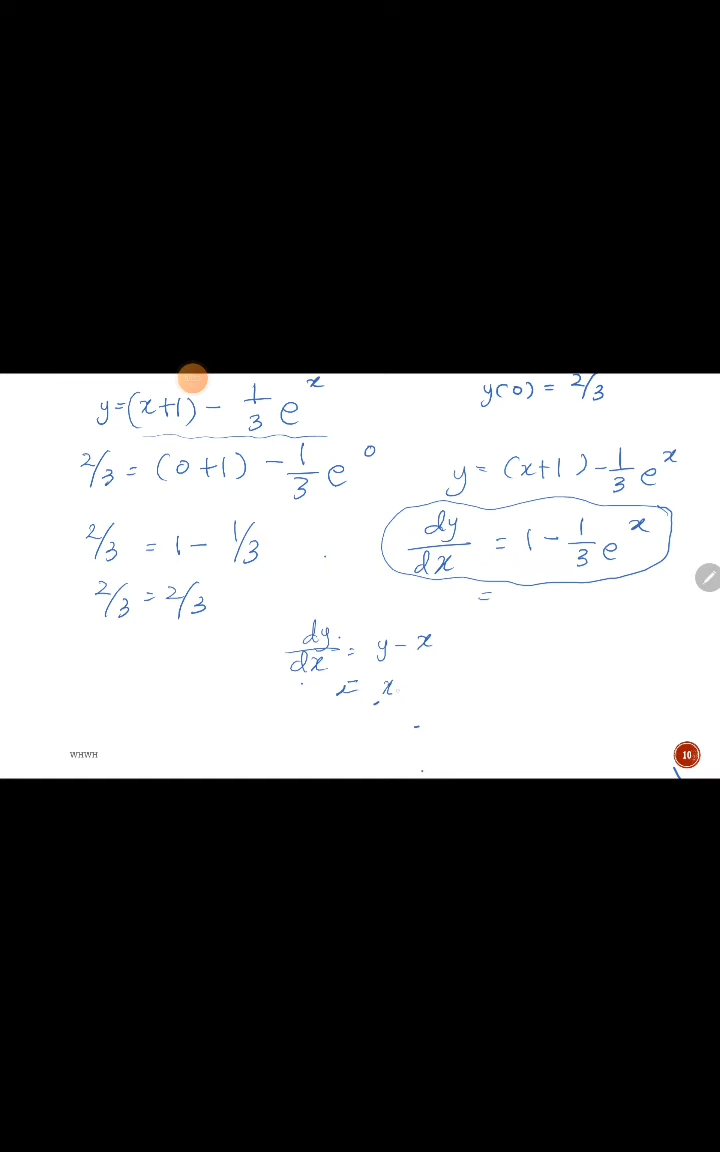 y=(x+1) - 1/3 e^x
y(0) = 2/3
2/3 = (0+1) - 1/3 e^0
y = (x+1) - 1/3 e^x
2/3 = 1 - 1/3
dy/dx = 1 - 1/3 e^x
2/3 = 2/3
=
dy/dx = y - x
= x
WHWH
10